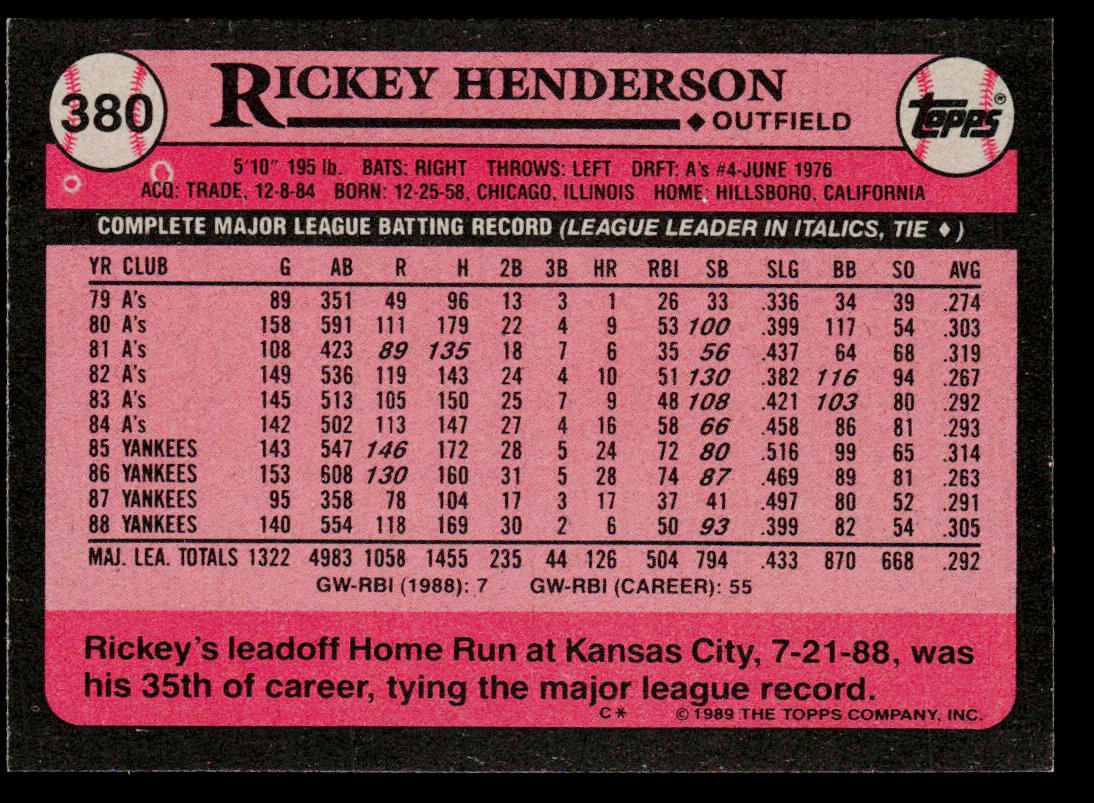 380
RICKEY HENDERSON
◆ OUTFIELD
TOPPS®
5'10" 195 lb. BATS: RIGHT THROWS: LEFT DRFT: A's #4-JUNE 1976
ACQ: TRADE, 12-8-84 BORN: 12-25-58, CHICAGO, ILLINOIS HOME: HILLSBORO, CALIFORNIA
COMPLETE MAJOR LEAGUE BATTING RECORD (LEAGUE LEADER IN ITALICS, TIE ♦)
YR CLUB G AB R H 2B 3B HR RBI SB SLG BB SO AVG
79 A's 89 351 49 96 13 3 1 26 33 .336 34 39 .274
80 A's 158 591 111 179 22 4 9 53 100 .399 117 54 .303
81 A's 108 423 89 135 18 7 6 35 56 .437 64 68 .319
82 A's 149 536 119 143 24 4 10 51 130 .382 116 94 .267
83 A's 145 513 105 150 25 7 9 48 108 .421 103 80 .292
84 A's 142 502 113 147 27 4 16 58 66 .458 86 81 .293
85 YANKEES 143 547 146 172 28 5 24 72 80 .516 99 65 .314
86 YANKEES 153 608 130 160 31 5 28 74 87 .469 89 81 .263
87 YANKEES 95 358 78 104 17 3 17 37 41 .497 80 52 .291
88 YANKEES 140 554 118 169 30 2 6 50 93 .399 82 54 .305
MAJ. LEA. TOTALS 1322 4983 1058 1455 235 44 126 504 794 .433 870 668 .292
GW-RBI (1988): 7 GW-RBI (CAREER): 55
Rickey's leadoff Home Run at Kansas City, 7-21-88, was
his 35th of career, tying the major league record.
C* © 1989 THE TOPPS COMPANY, INC.